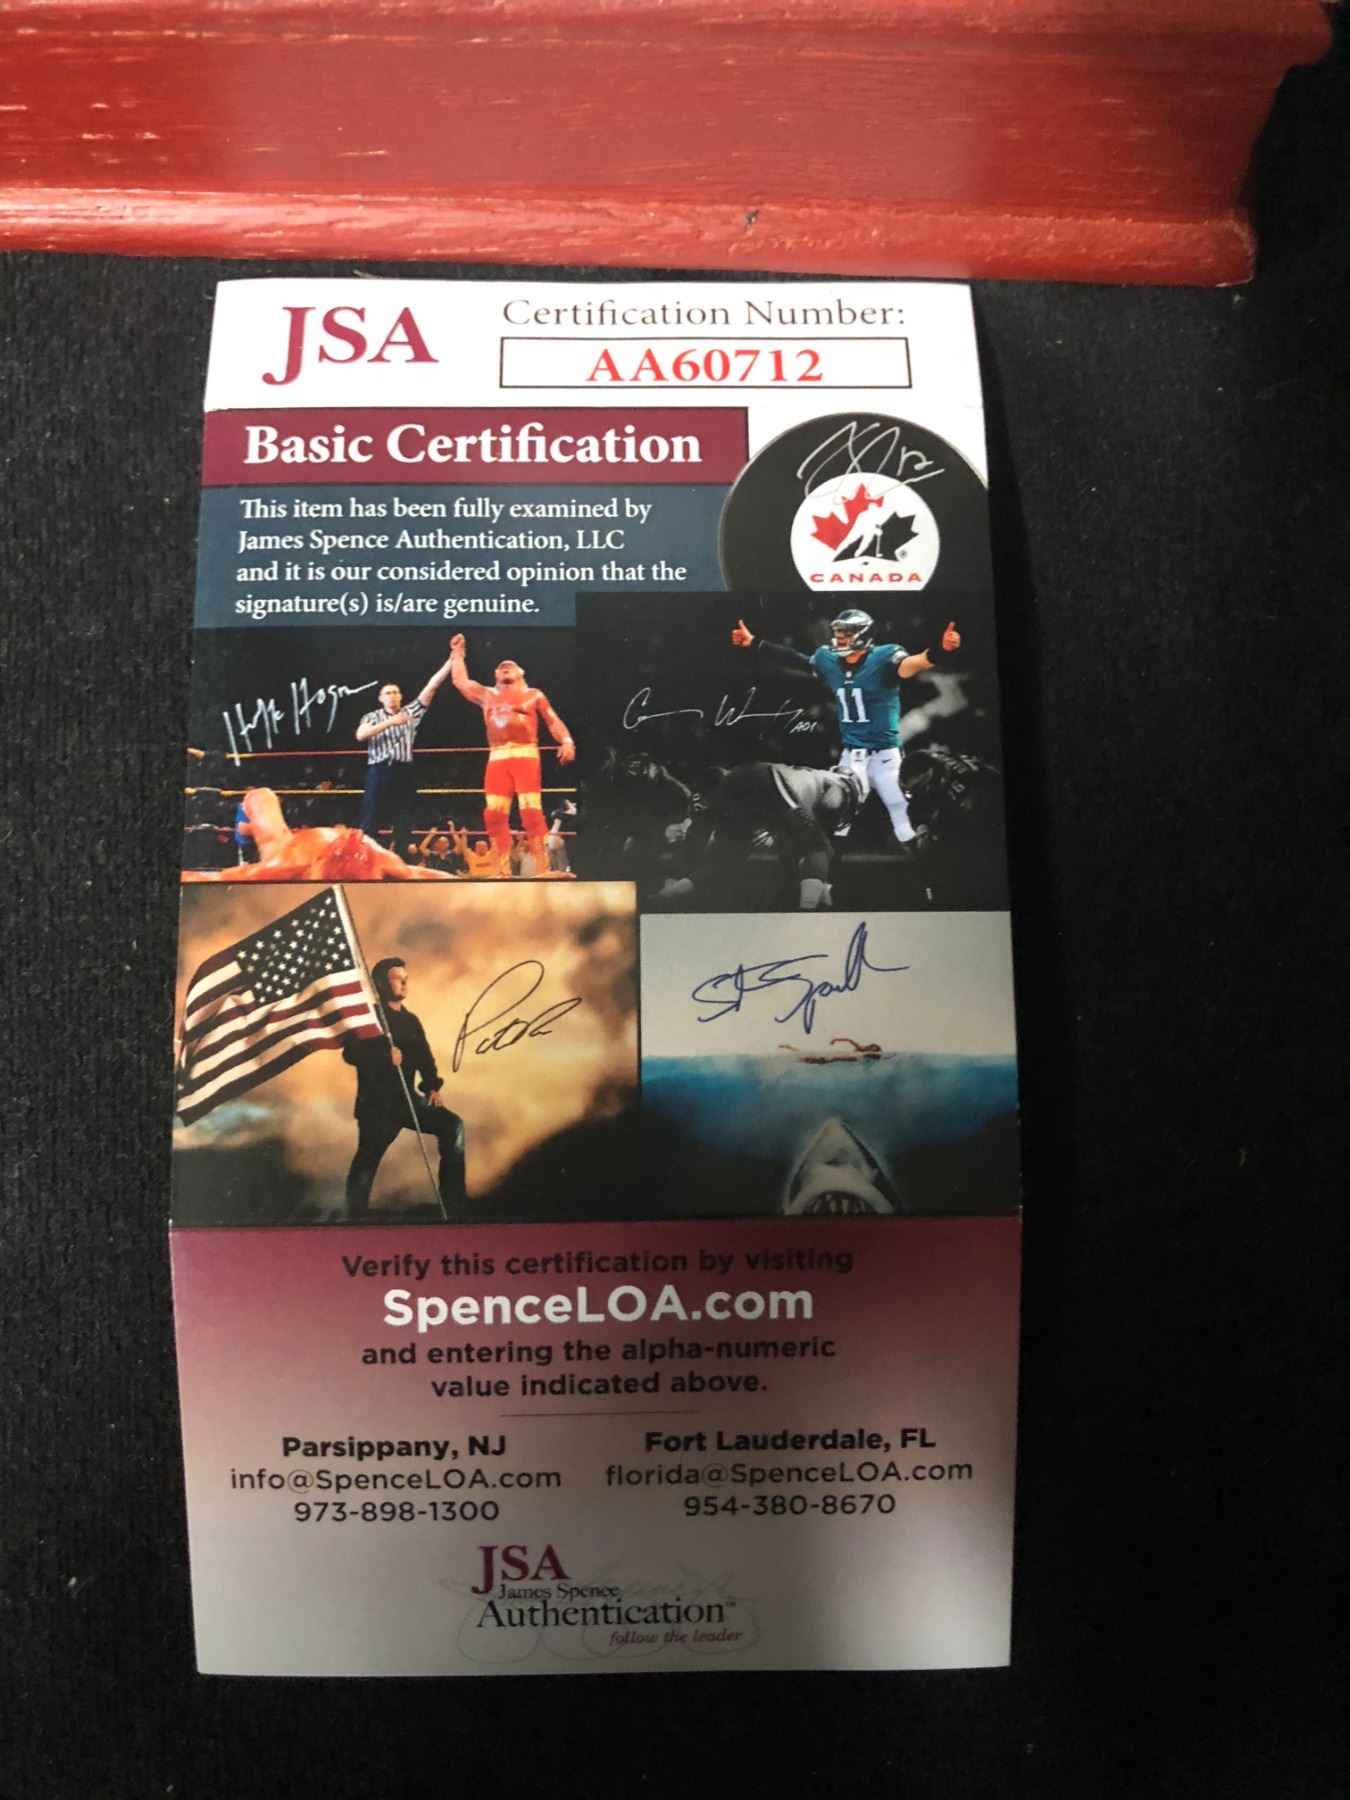 JSA
Certification Number:
AA60712
Basic Certification
This item has been fully examined by
James Spence Authentication, LLC
and it is our considered opinion that the
signature(s) is/are genuine.
CANADA
Hulk Hogan
11
Verify this certification by visiting
SpenceLOA.com
and entering the alpha-numeric
value indicated above.
Parsippany, NJ
info@SpenceLOA.com
973-898-1300
Fort Lauderdale, FL
florida@SpenceLOA.com
954-380-8670
JSA
James Spence
Authentication™
follow the leader